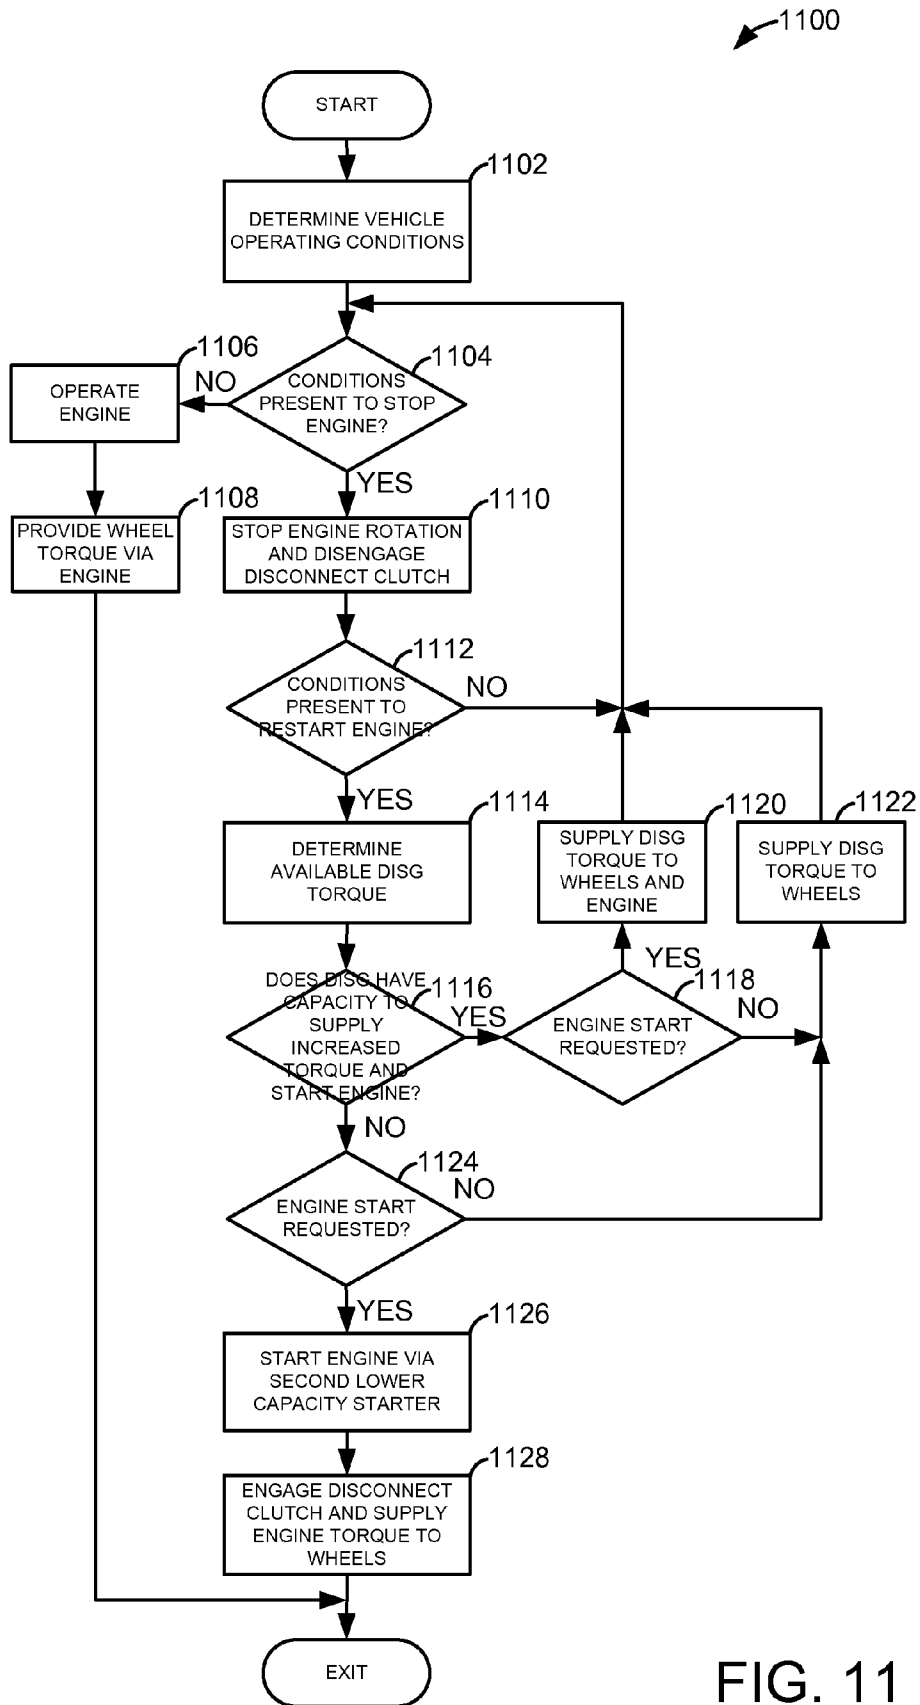 1100
START
1102
DETERMINE VEHICLE
OPERATING CONDITIONS
1104
CONDITIONS
PRESENT TO STOP
ENGINE?
NO
1106
OPERATE
ENGINE
1108
PROVIDE WHEEL
TORQUE VIA
ENGINE
YES
1110
STOP ENGINE ROTATION
AND DISENGAGE
DISCONNECT CLUTCH
1112
CONDITIONS
PRESENT TO
RESTART ENGINE?
NO
YES
1114
DETERMINE
AVAILABLE DISG
TORQUE
1120
SUPPLY DISG
TORQUE TO
WHEELS AND
ENGINE
1122
SUPPLY DISG
TORQUE TO
WHEELS
1116
DOES DISG HAVE
CAPACITY TO
SUPPLY
INCREASED
TORQUE AND
START ENGINE?
YES
YES
1118
ENGINE START
REQUESTED?
NO
NO
1124
ENGINE START
REQUESTED?
NO
YES
1126
START ENGINE VIA
SECOND LOWER
CAPACITY STARTER
1128
ENGAGE DISCONNECT
CLUTCH AND SUPPLY
ENGINE TORQUE TO
WHEELS
EXIT
FIG. 11